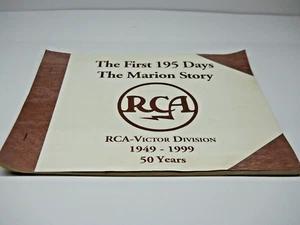 The First 195 Days
The Marion Story
RCA
RCA-VICTOR DIVISION
1949 - 1999
50 Years